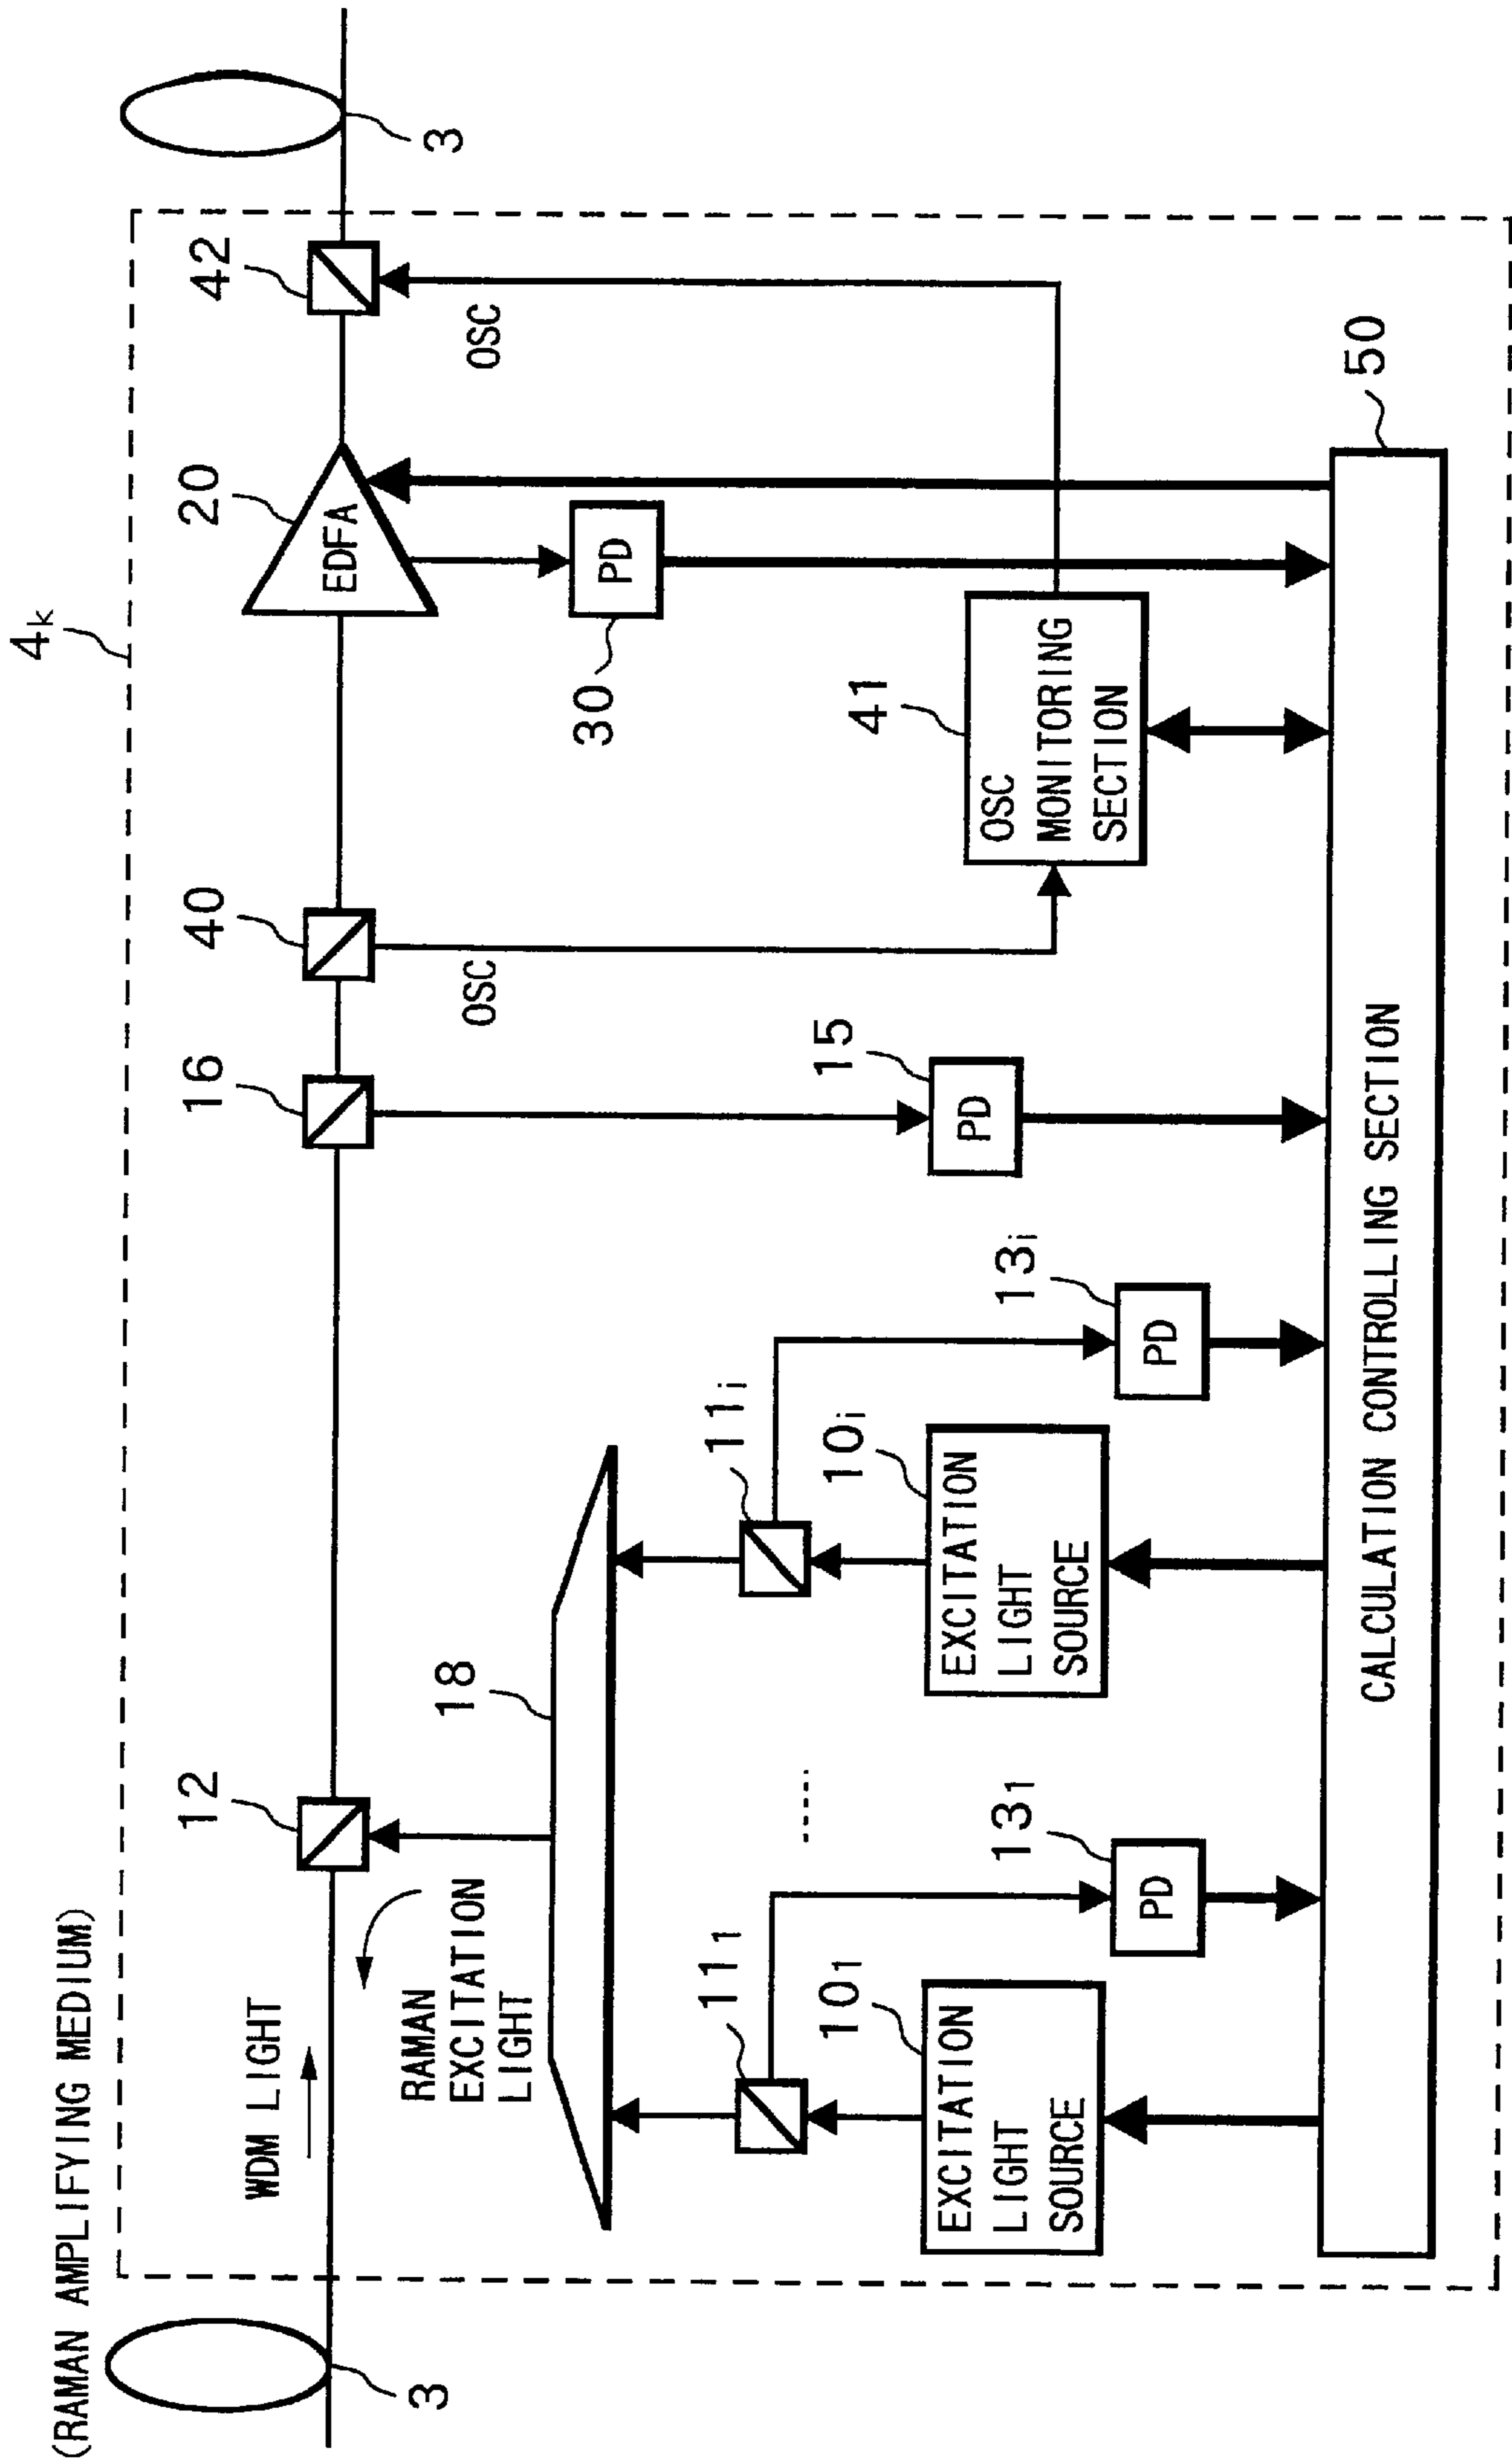 (RAMAN AMPLIFYING MEDIUM)
4k
3
WDM LIGHT
12
16
40
20
EDFA
42
3
RAMAN
EXCITATION
LIGHT
18
OSC
OSC
30
PD
111
11i
15
PD
41
OSC
MONITORING
SECTION
101
EXCITATION
LIGHT
SOURCE
131
PD
10i
EXCITATION
LIGHT
SOURCE
13i
PD
50
CALCULATION CONTROLLING SECTION